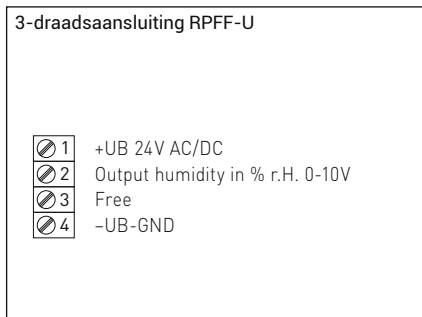 3-draadsaansluiting RPFF-U
1 +UB 24V AC/DC
2 Output humidity in % r.H. 0-10V
3 Free
4 –UB-GND